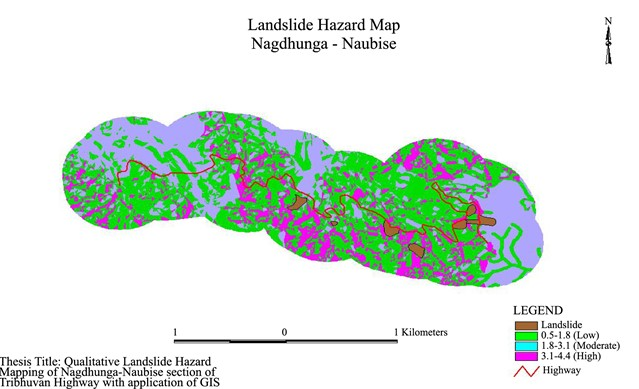 Landslide Hazard Map
Nagdhunga - Naubise
N
LEGEND
Landslide
0.5-1.8 (Low)
1.8-3.1 (Moderate)
3.1-4.4 (High)
Highway
1 0 1 Kilometers
Thesis Title: Qualitative Landslide Hazard
Mapping of Nagdhunga-Naubise section of
Tribhuvan Highway with application of GIS